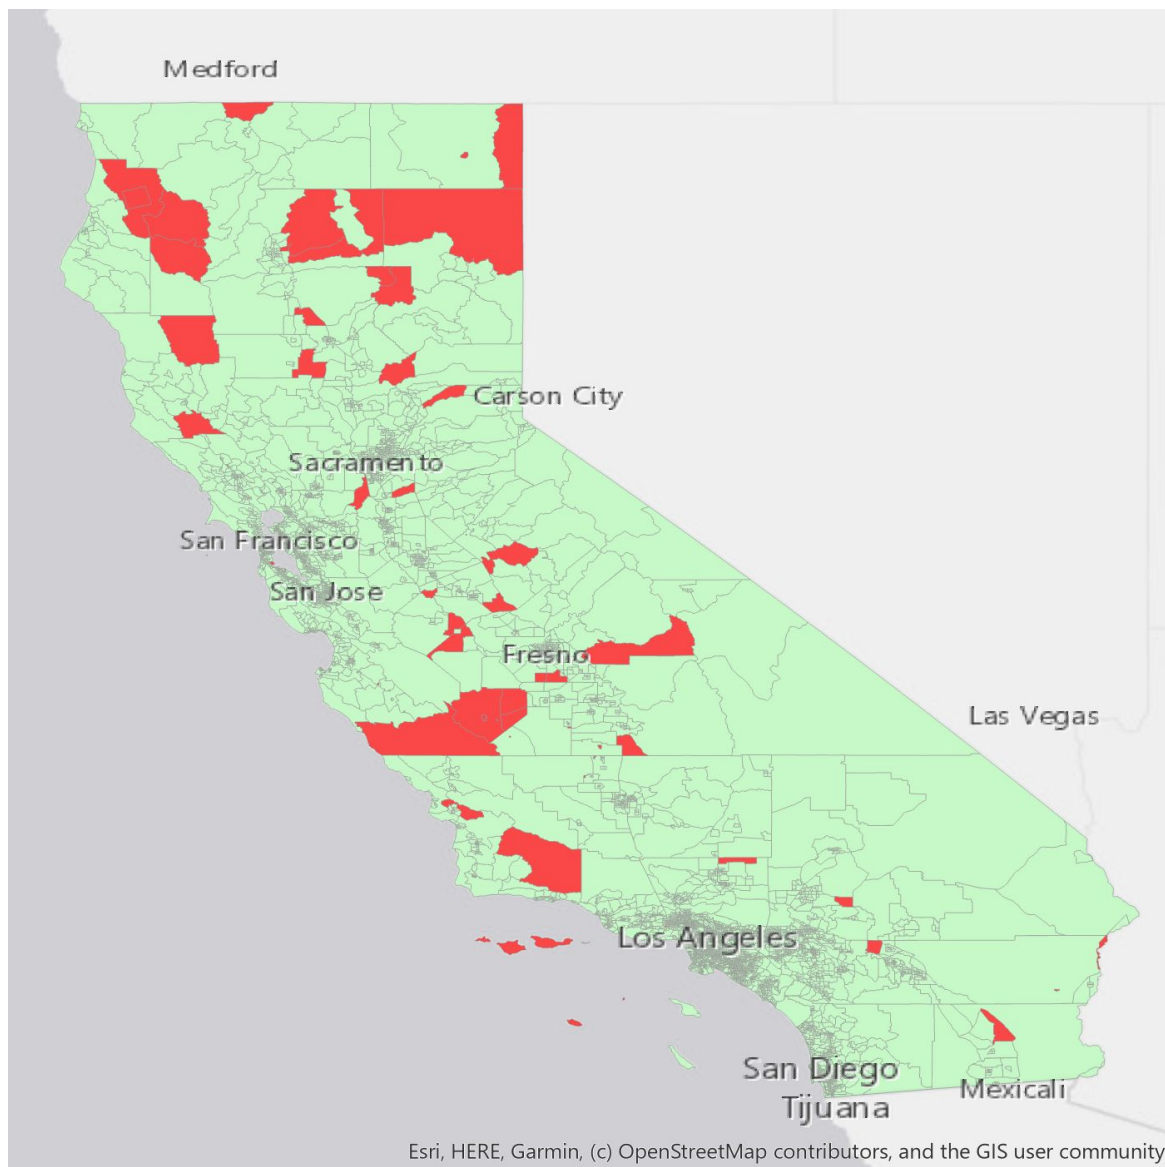 Medford
Carson City
Sacramento
San Francisco
San Jose
Fresno
Las Vegas
Los Angeles
San Diego
Mexicali
Tijuana
Esri, HERE, Garmin, (c) OpenStreetMap contributors, and the GIS user community